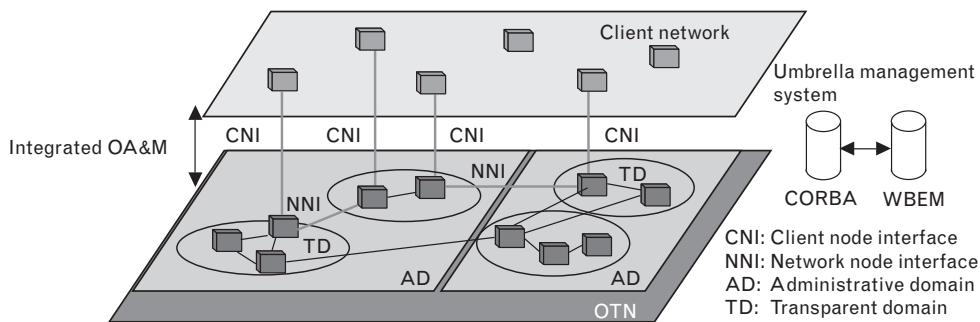 Client network
Umbrella management
system
Integrated OA&M
CNI CNI CNI CNI
NNI
TD
NNI
TD
CORBA WBEM
AD
AD
OTN
CNI: Client node interface
NNI: Network node interface
AD: Administrative domain
TD: Transparent domain